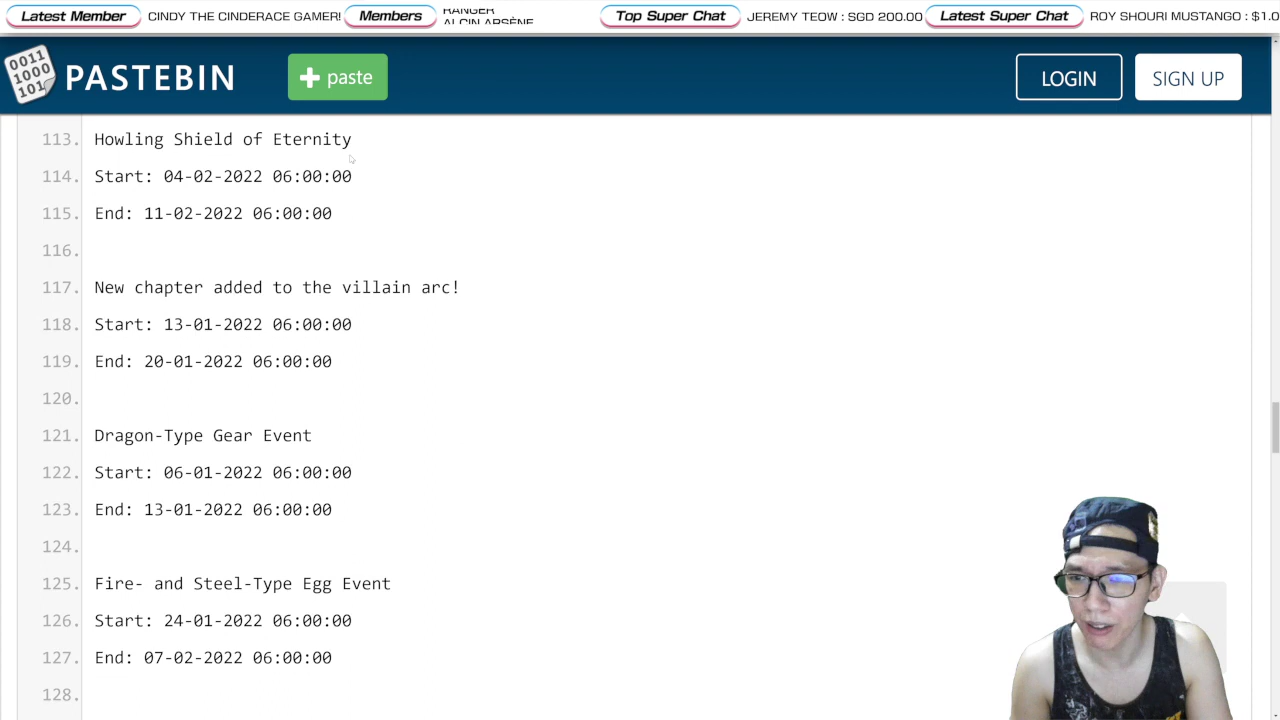 Latest Member CINDY THE CINDERACE GAMER! Members RANGER Top Super Chat JEREMY TEOW : SGD 200.00 Latest Super Chat ROY SHOURI MUSTANGO : $1.0
ALCIN ARSÈNE
0011
1000
101
PASTEBIN + paste LOGIN SIGN UP
113. Howling Shield of Eternity
114. Start: 04-02-2022 06:00:00
115. End: 11-02-2022 06:00:00
116.
117. New chapter added to the villain arc!
118. Start: 13-01-2022 06:00:00
119. End: 20-01-2022 06:00:00
120.
121. Dragon-Type Gear Event
122. Start: 06-01-2022 06:00:00
123. End: 13-01-2022 06:00:00
124.
125. Fire- and Steel-Type Egg Event
126. Start: 24-01-2022 06:00:00
127. End: 07-02-2022 06:00:00
128.